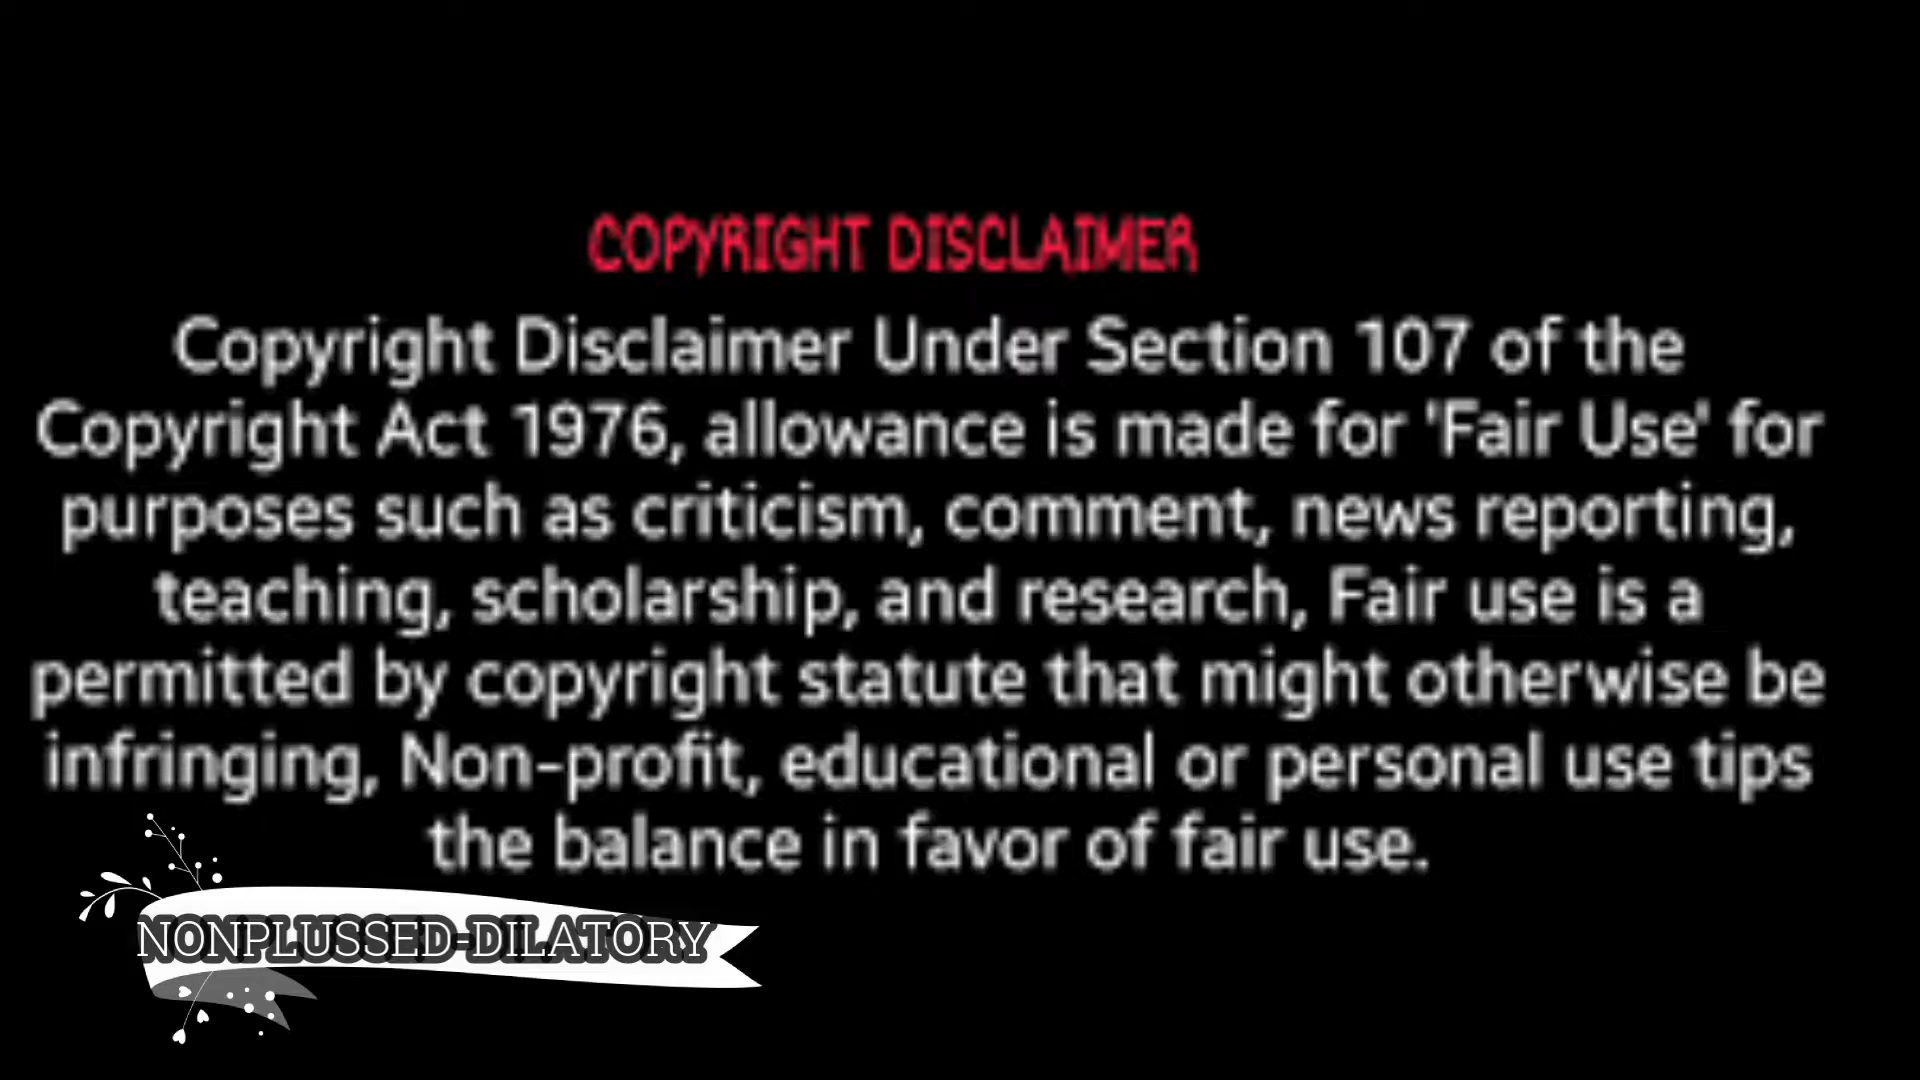 COPYRIGHT DISCLAIMER
Copyright Disclaimer Under Section 107 of the
Copyright Act 1976, allowance is made for 'Fair Use' for
purposes such as criticism, comment, news reporting,
teaching, scholarship, and research, Fair use is a
permitted by copyright statute that might otherwise be
infringing, Non-profit, educational or personal use tips
the balance in favor of fair use.
NONPLUSSED-DILATORY